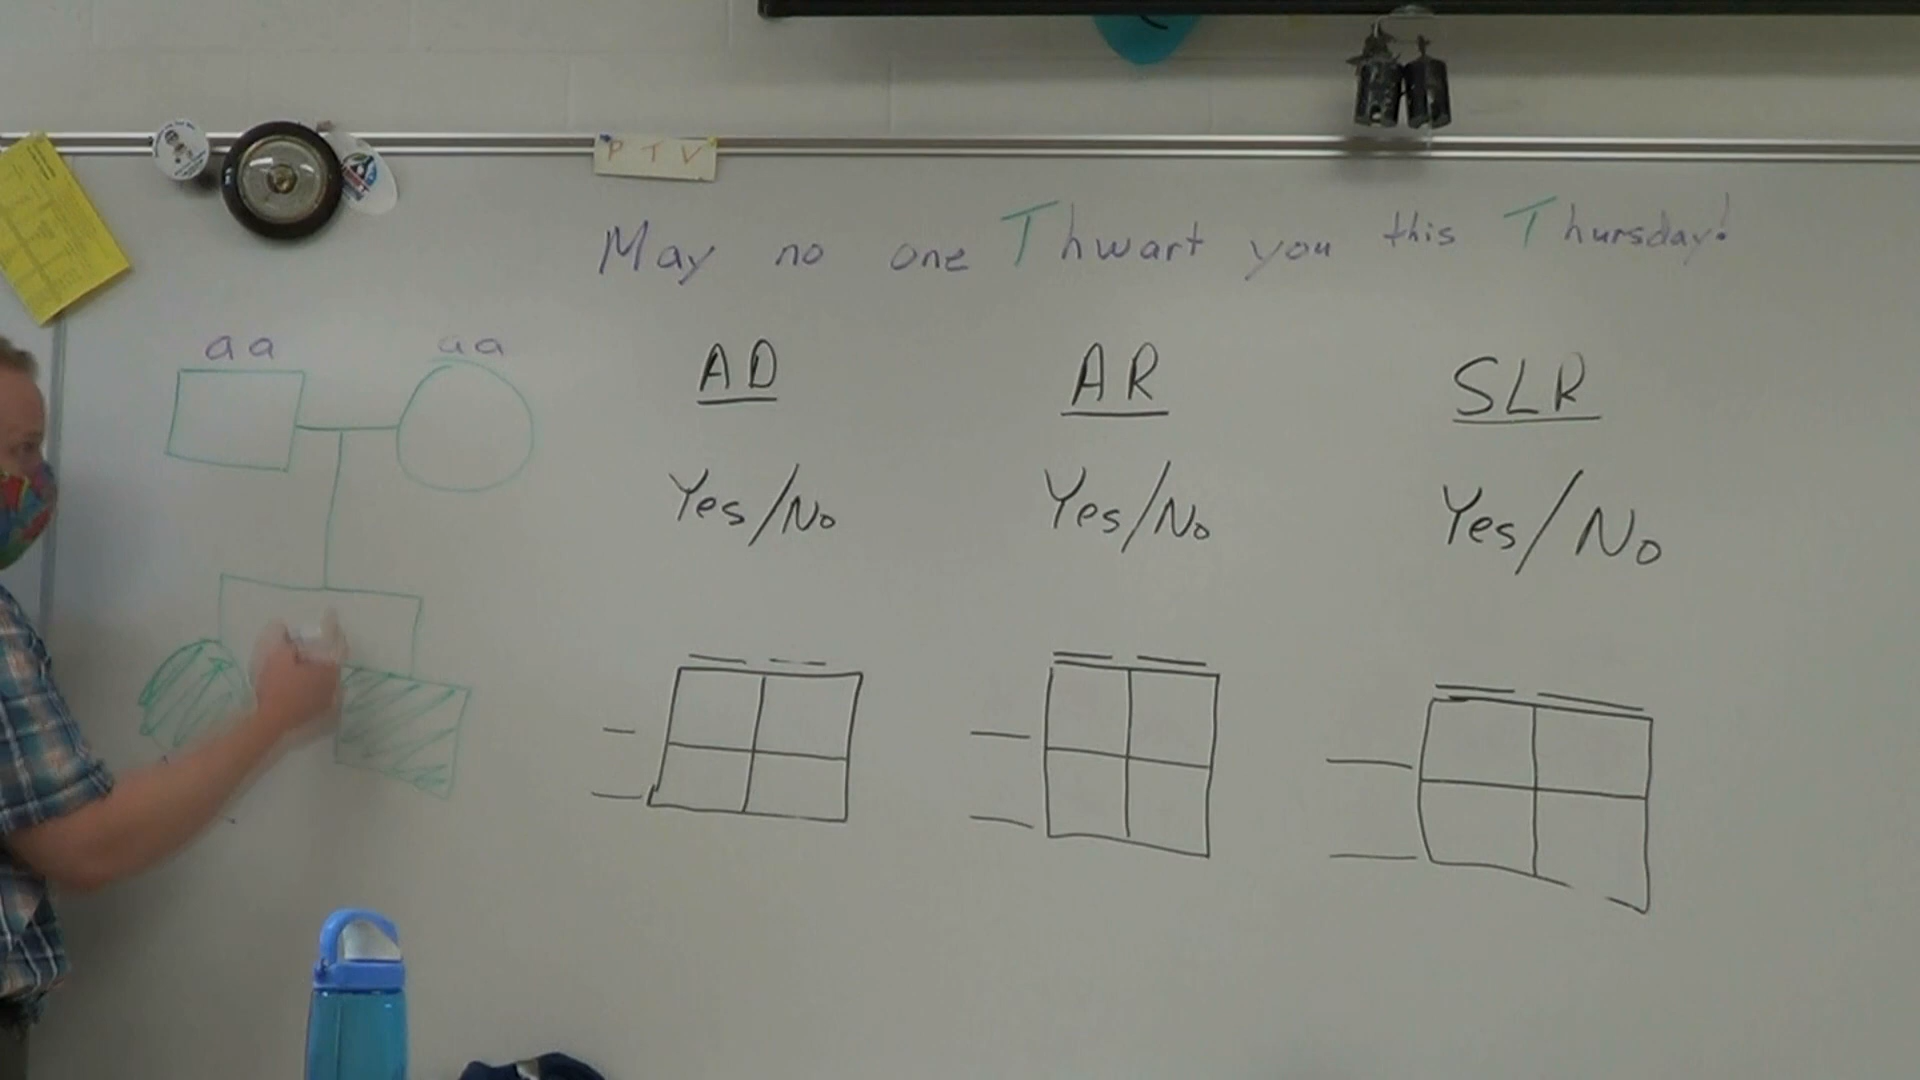 P T V
May no one Thwart you this Thursday!
aa aa
AD AR SLR
Yes/No Yes/No Yes/No